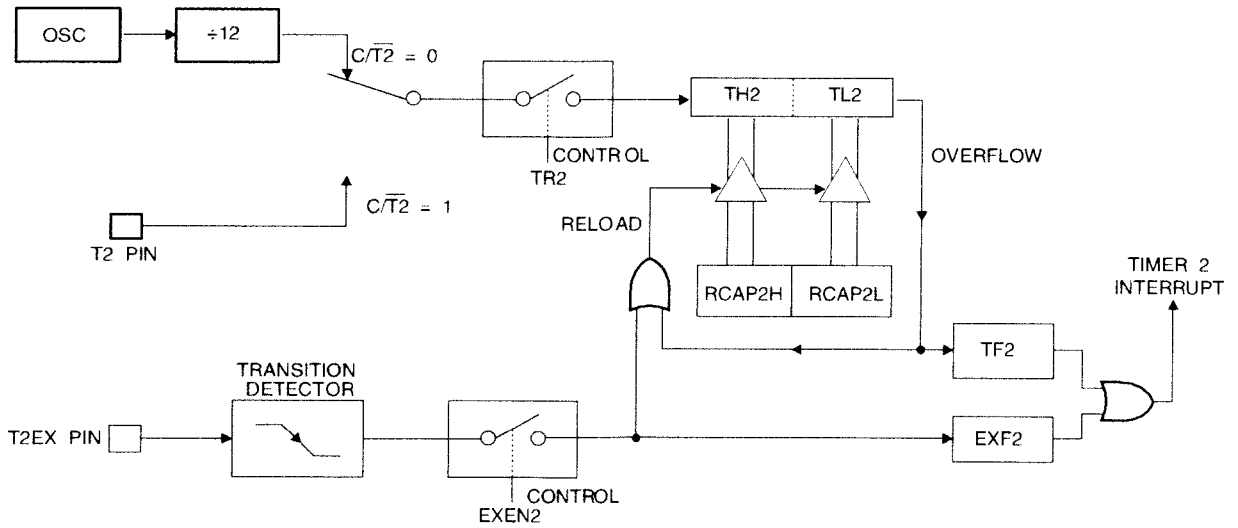 OSC
÷12
C/T2̅ = 0
TH2
TL2
CONTROL
TR2
OVERFLOW
C/T2̅ = 1
T2 PIN
RELOAD
RCAP2H
RCAP2L
TIMER 2
INTERRUPT
TF2
TRANSITION
DETECTOR
T2EX PIN
EXF2
CONTROL
EXEN2